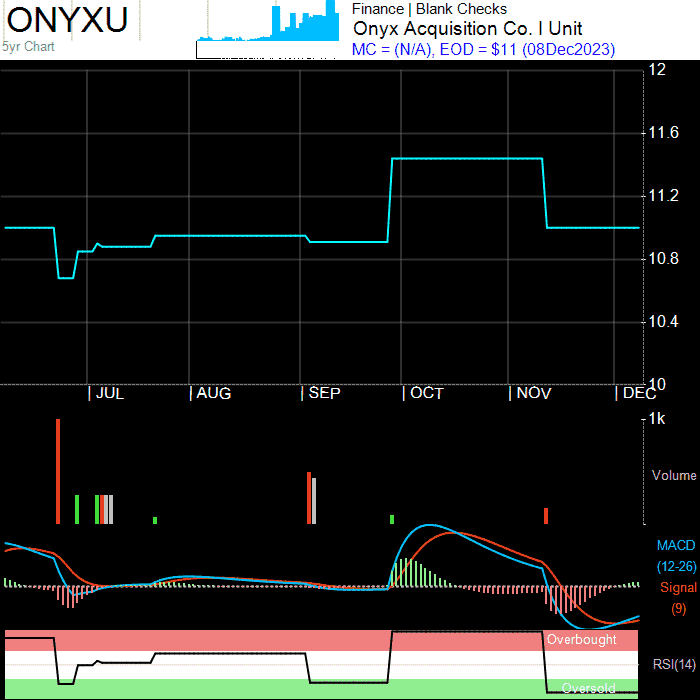 ONYXU
5yr Chart
Finance | Blank Checks
Onyx Acquisition Co. I Unit
MC = (N/A), EOD = $11 (08Dec2023)
12
11.6
11.2
10.8
10.4
10
JUL AUG SEP OCT NOV DEC
1k
Volume
MACD
(12-26)
Signal
(9)
Overbought
RSI(14)
Oversold